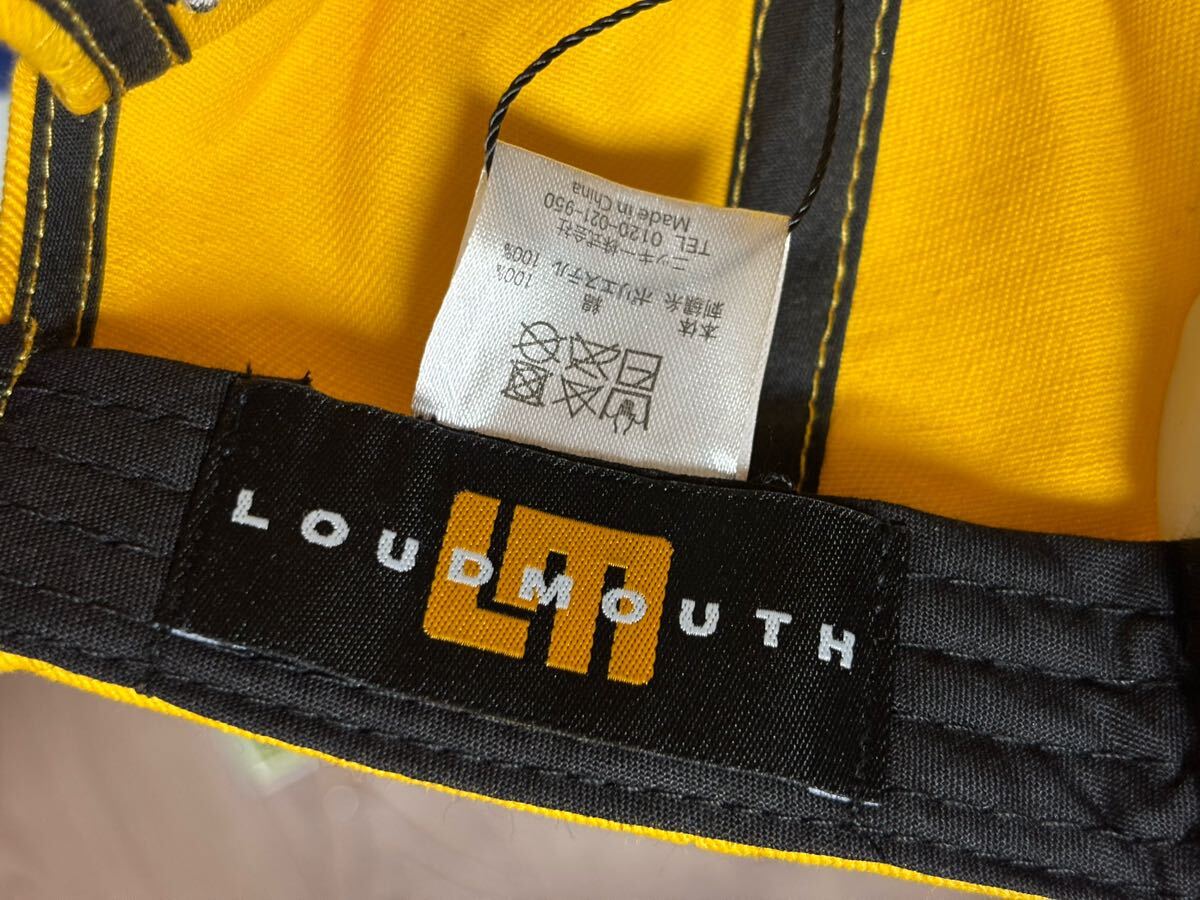 本体 綿 100%
刺繍糸 ポリエステル 100%
ニッキー株式会社
TEL 0120-021-950
Made in China
LOUDMOUTH